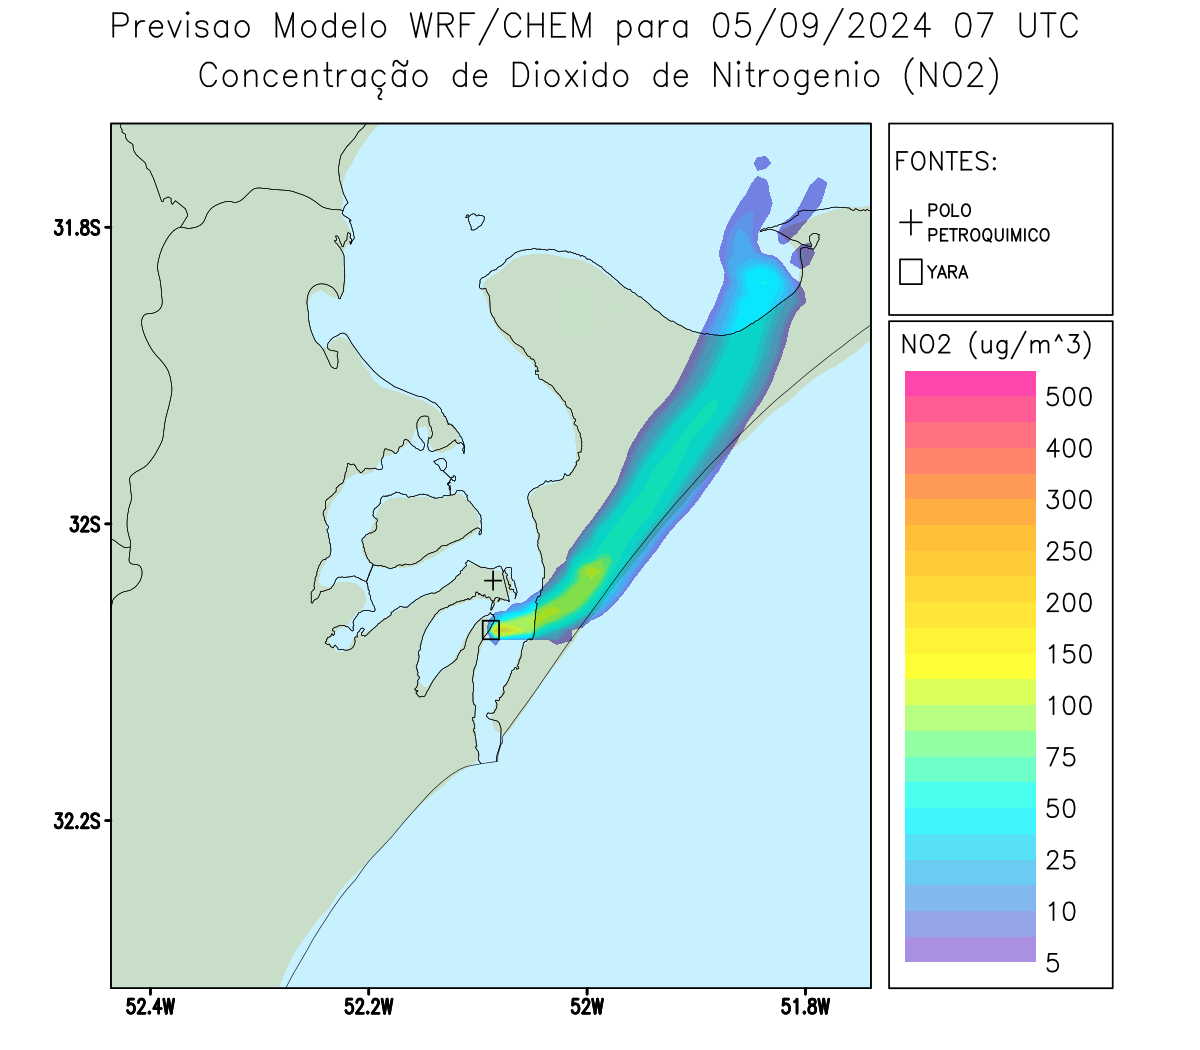 Previsao Modelo WRF/CHEM para 05/09/2024 07 UTC
Concentração de Dioxido de Nitrogenio (NO2)
FONTES:
POLO
PETROQUIMICO
YARA
NO2 (ug/m^3)
500
400
300
250
200
150
100
75
50
25
10
5
31.8S
32S
32.2S
52.4W
52.2W
52W
51.8W